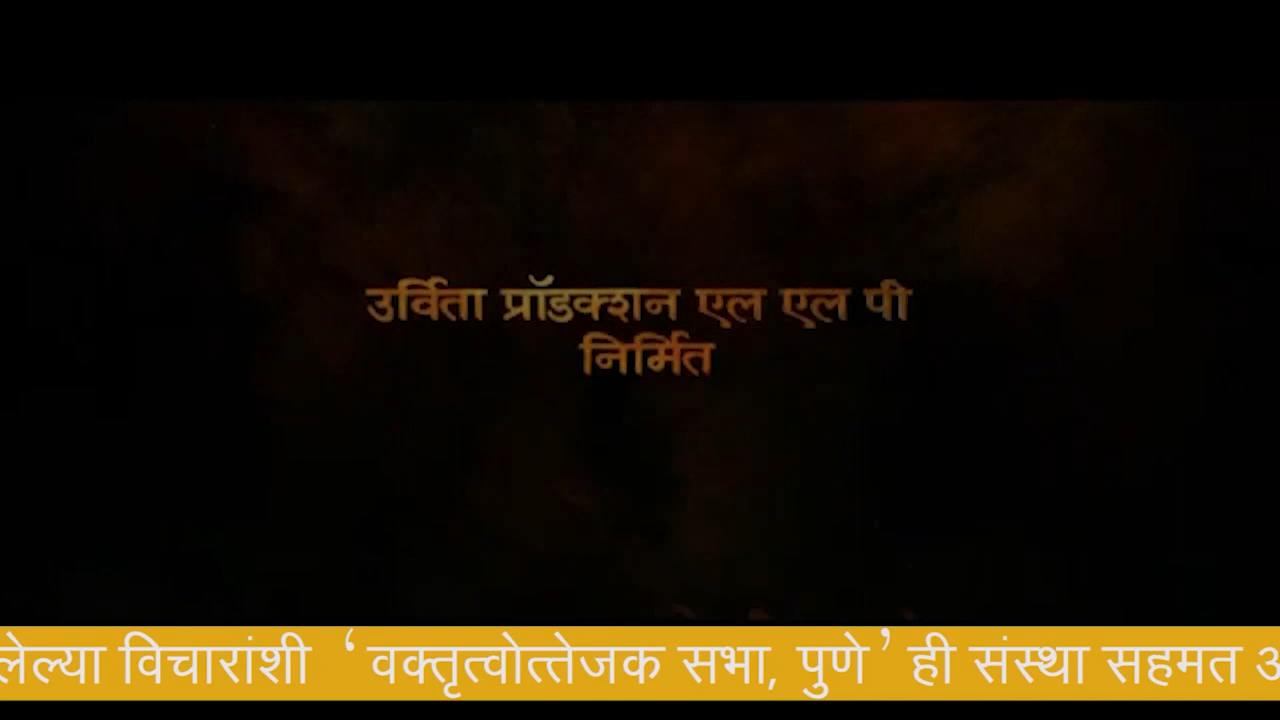 उर्विता प्रॉडक्शन एल एल पी
निर्मित
विचारांशी ‘वक्तृत्वोत्तेजक सभा, पुणे’ ही संस्था सहमत